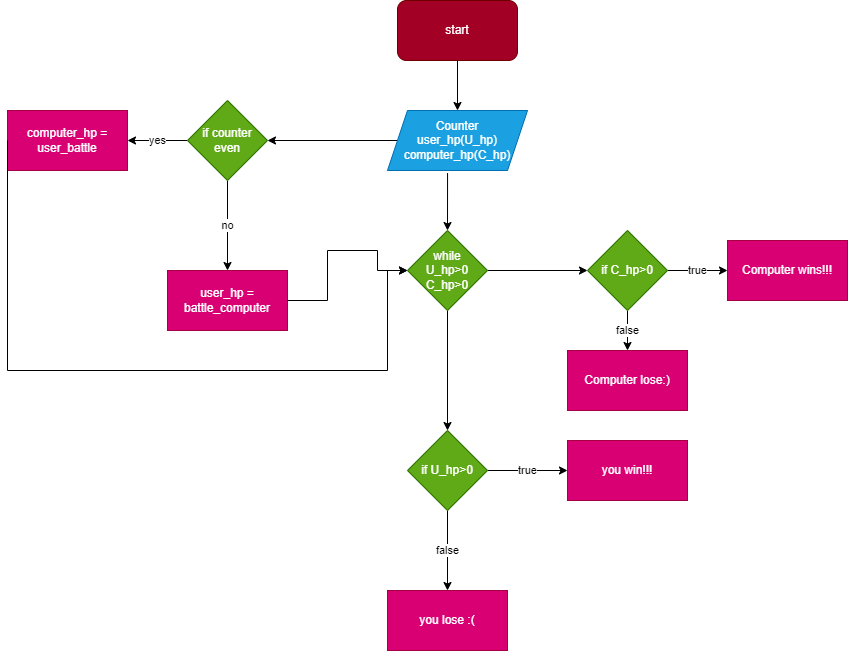 start
Counter
user_hp(U_hp)
computer_hp(C_hp)
if counter
even
yes
computer_hp =
user_battle
no
user_hp =
battle_computer
while
U_hp>0
C_hp>0
if C_hp>0
true
Computer wins!!!
false
Computer lose:)
if U_hp>0
true
you win!!!
false
you lose :(